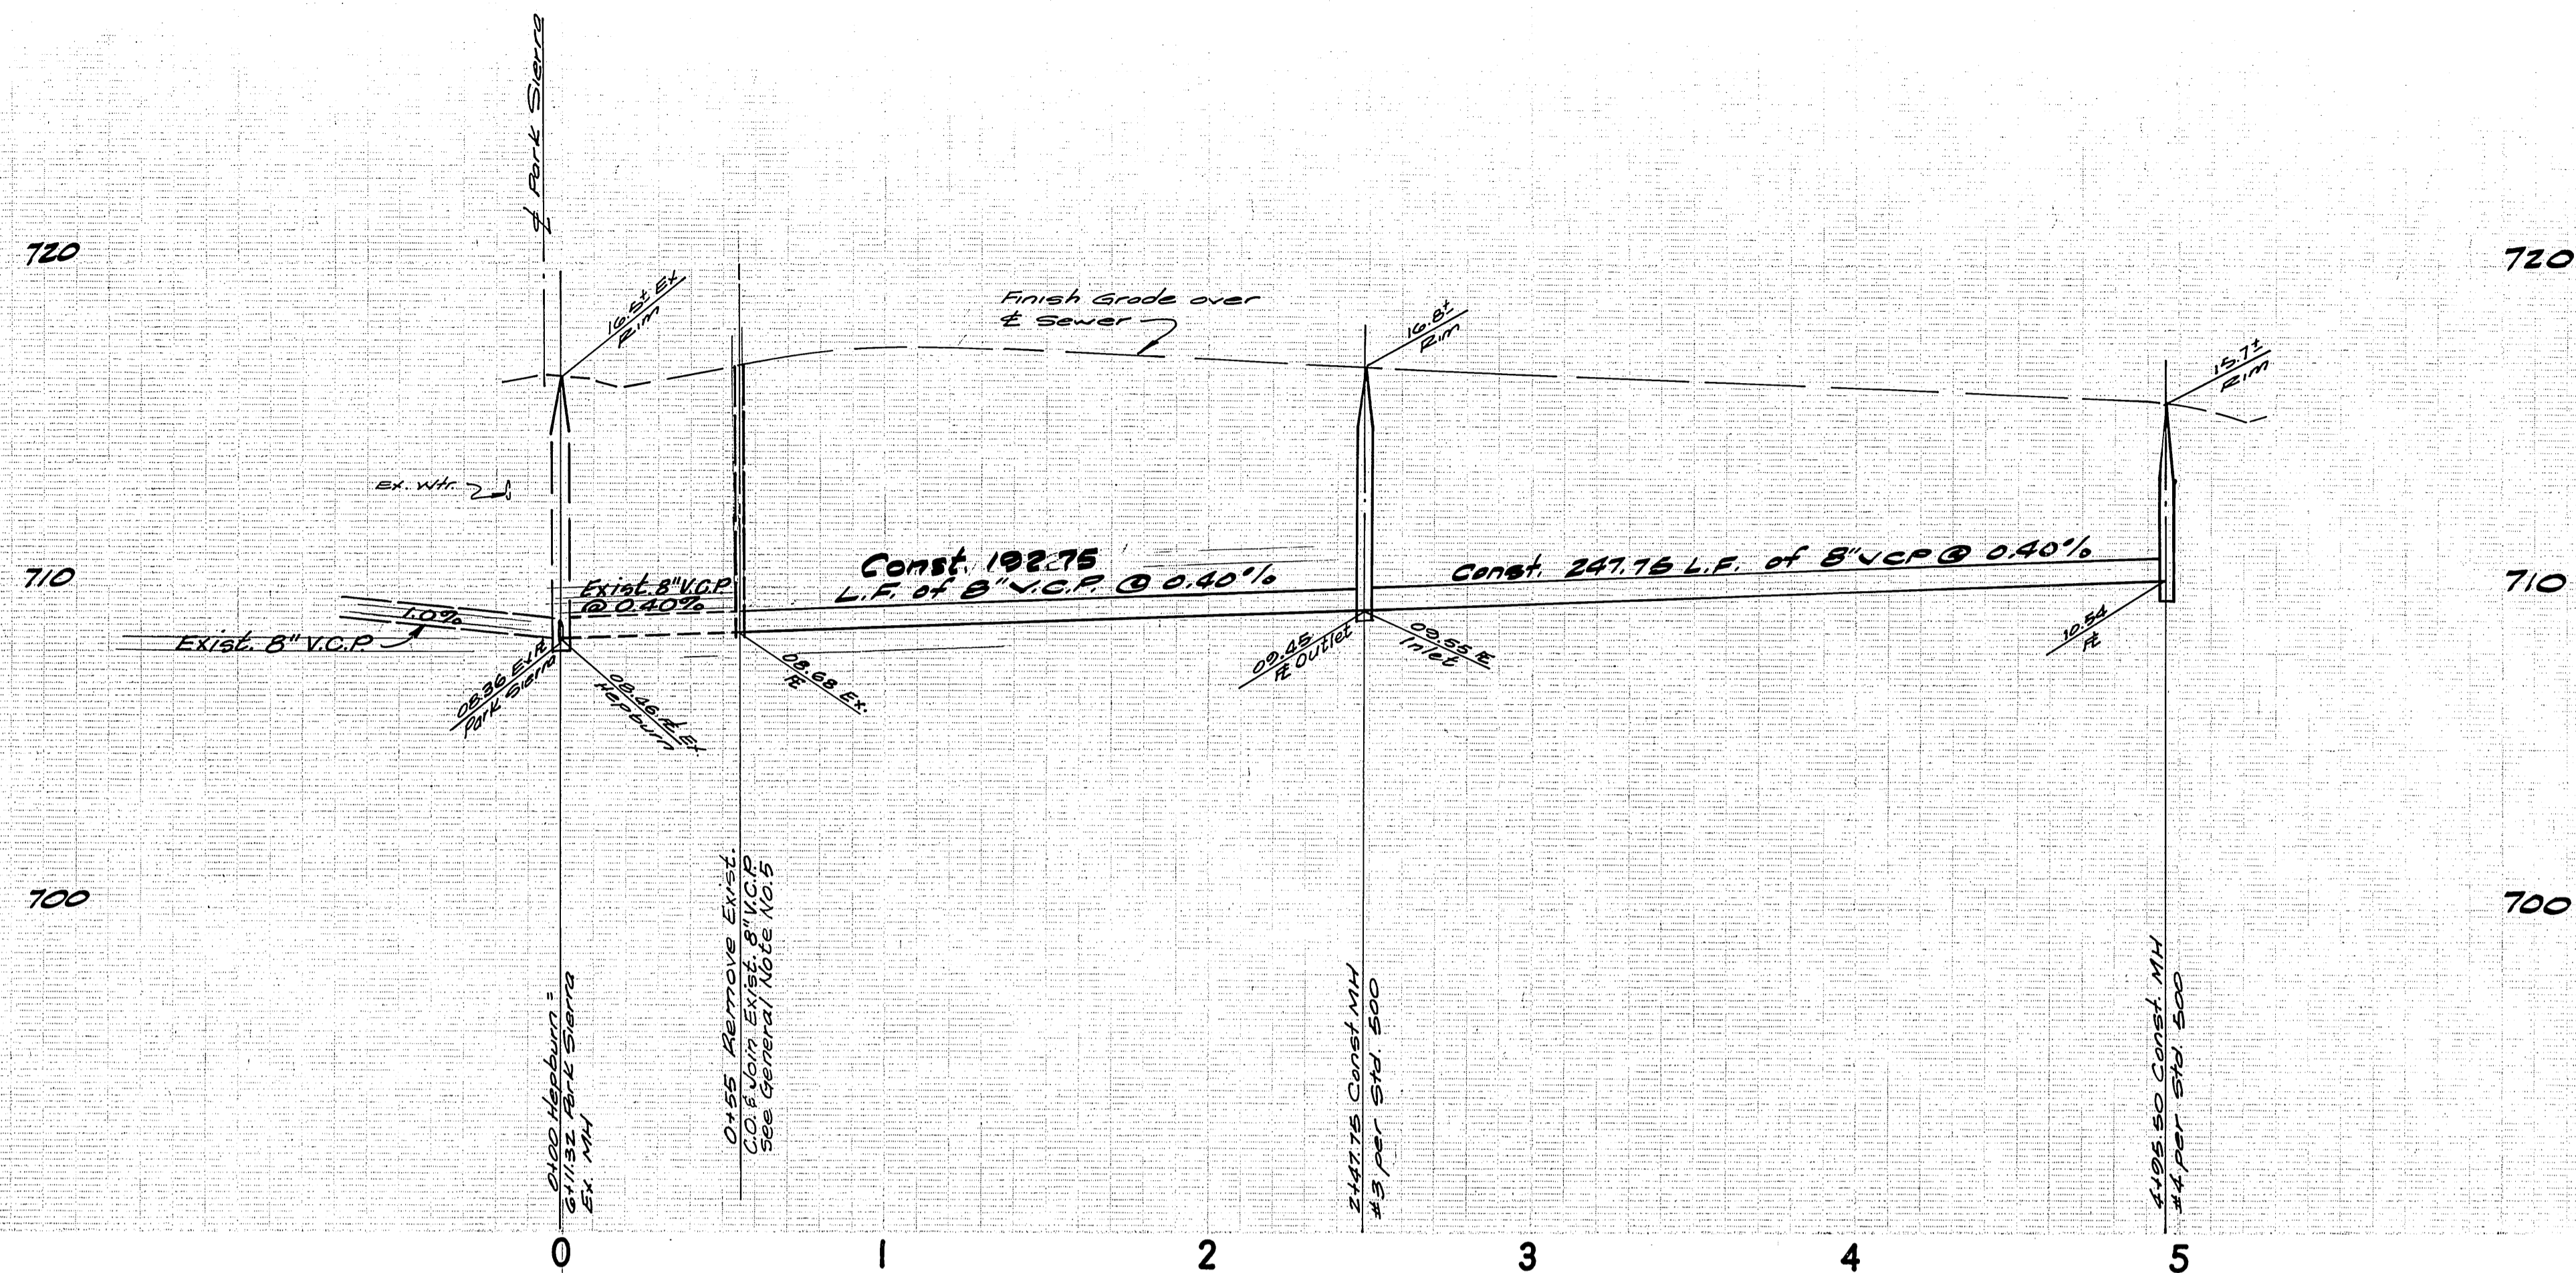 ℄ Park Sierra
720
720
16.5± Ex
Rim
Finish Grade over
℄ Sewer
16.8±
Rim
15.7±
Rim
Ex. Wtr.
710
710
Exist. 8" V.C.P
@ 0.40%
Const. 192.75
L.F. of 8" V.C.P. @ 0.40%
Const. 247.75 L.F. of 8" VCP @ 0.40%
1.0%
Exist. 8" V.C.P
08.36 Ex. ℄
Park Sierra
08.46 ℄ Ex
Hepburn
08.68 Ex.
℄
09.45
℄ Outlet
09.55 ℄
Inlet
10.54
℄
700
700
0+00 Hepburn =
6+11.32 Park Sierra
Ex. MH
0+55 Remove Exist.
C.O. & Join Exist. 8" V.C.P.
See General Note No. 5
2+47.75 Const MH
#3 per Std. 500
4+95.50 Const. MH
#4 per Std. 500
0 1 2 3 4 5